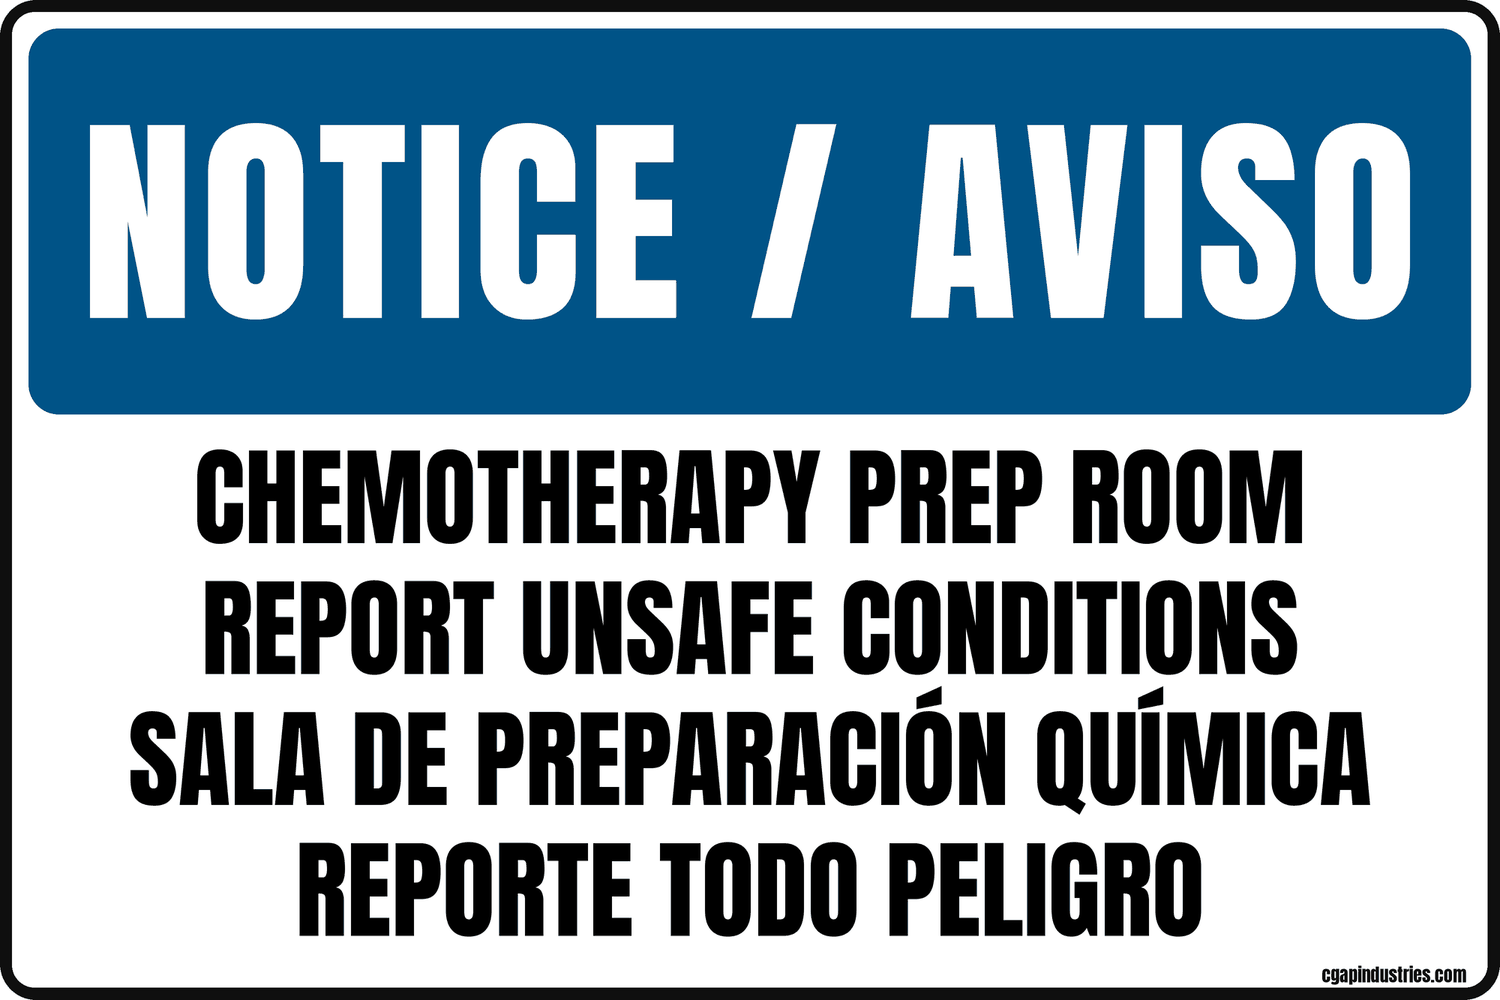 NOTICE / AVISO
CHEMOTHERAPY PREP ROOM
REPORT UNSAFE CONDITIONS
SALA DE PREPARACIÓN QUÍMICA
REPORTE TODO PELIGRO
cgapindustries.com